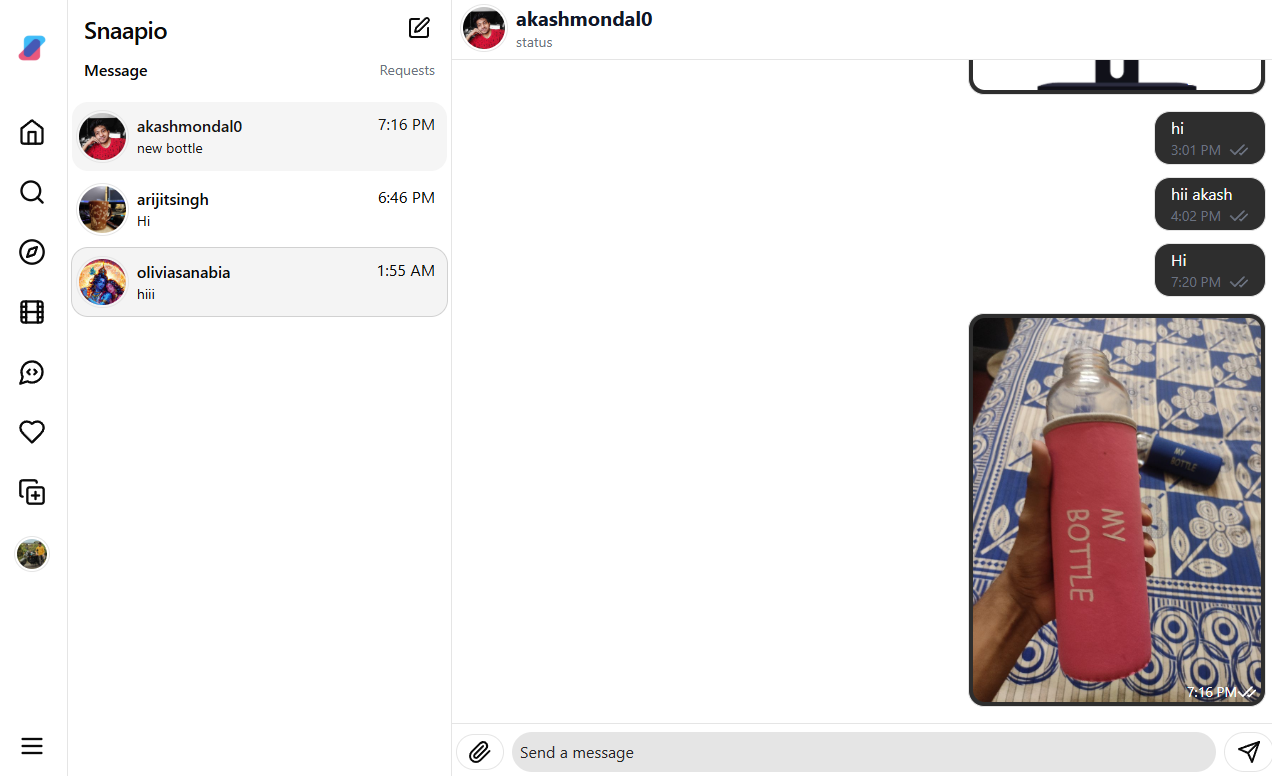 Snaapio
Message
Requests
akashmondal0
7:16 PM
new bottle
arijitsingh
6:46 PM
Hi
oliviasanabia
1:55 AM
hiii
akashmondal0
status
hi
3:01 PM
hii akash
4:02 PM
Hi
7:20 PM
MY
BOTTLE
MY
BOTTLE
7:16 PM
Send a message